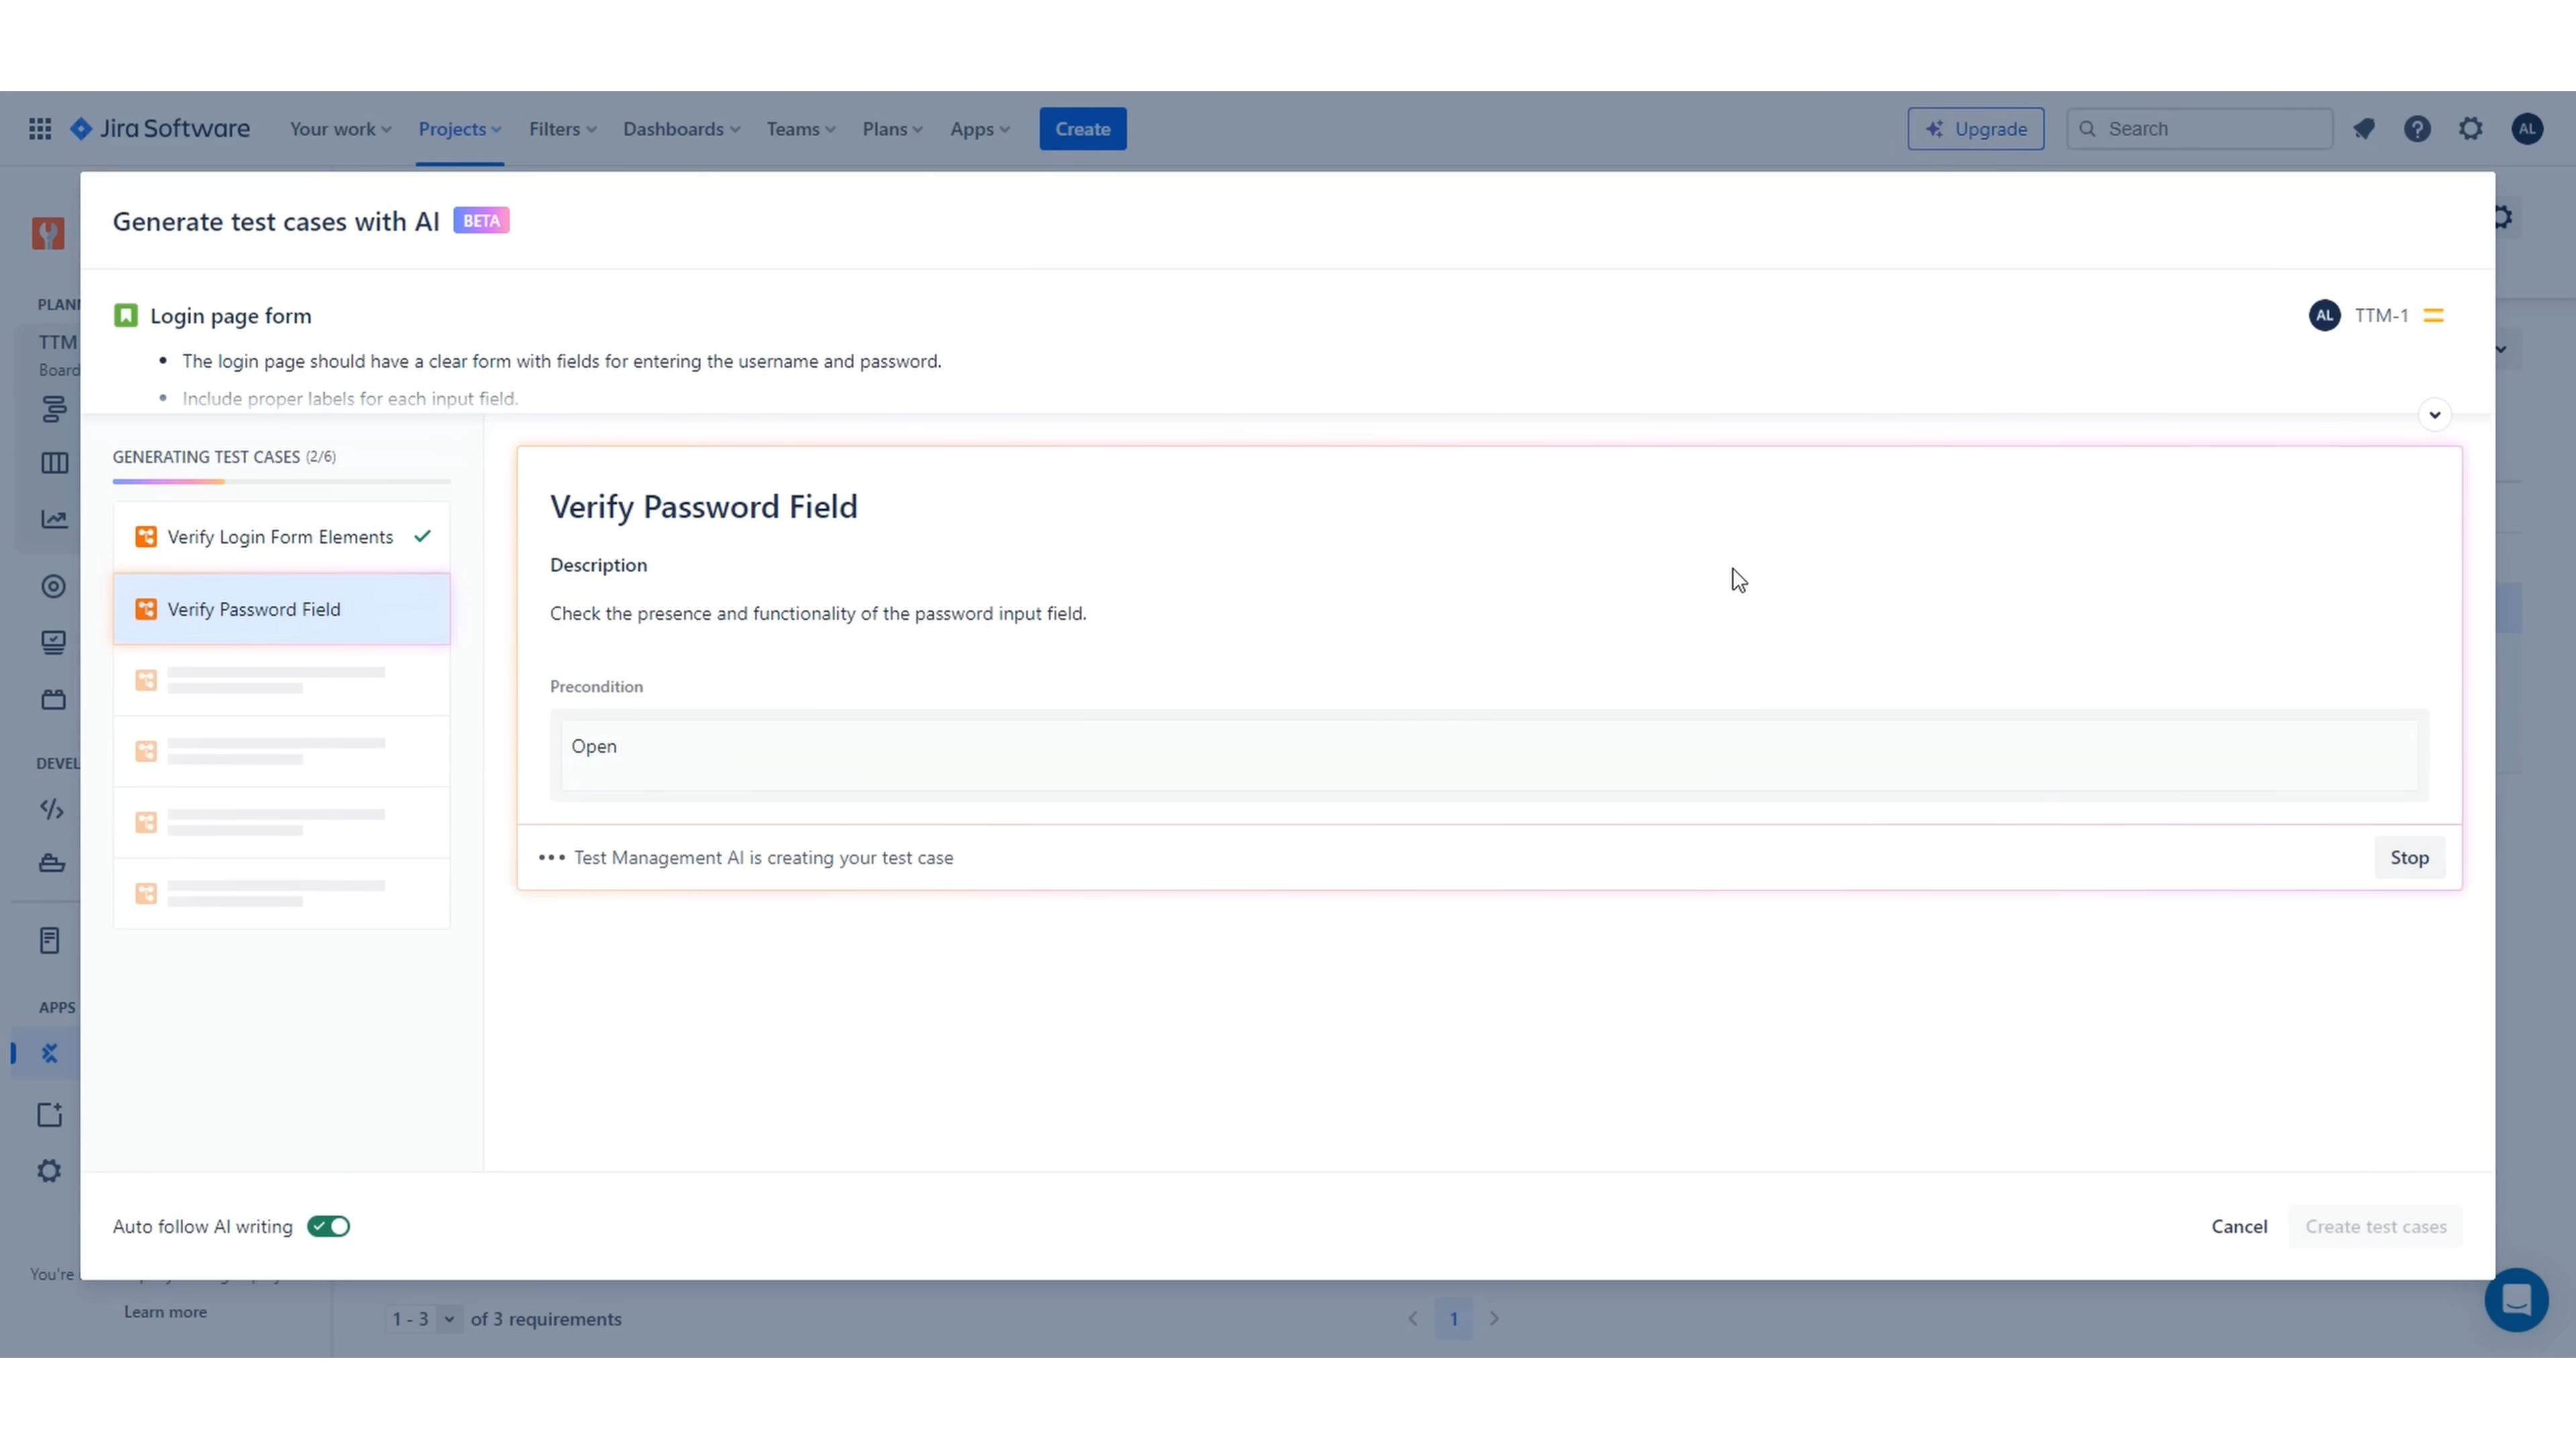 Jira Software Your work Projects Filters Dashboards Teams Plans Apps Create Upgrade Search AL
Generate test cases with AI BETA
Login page form AL TTM-1
• The login page should have a clear form with fields for entering the username and password.
• Include proper labels for each input field.
PLANN
TTM
Board
DEVEL
APPS
You're
Learn more
GENERATING TEST CASES (2/6)
Verify Login Form Elements
Verify Password Field
Verify Password Field
Description
Check the presence and functionality of the password input field.
Precondition
Open
••• Test Management AI is creating your test case Stop
Auto follow AI writing Cancel Create test cases
1 - 3 of 3 requirements 1